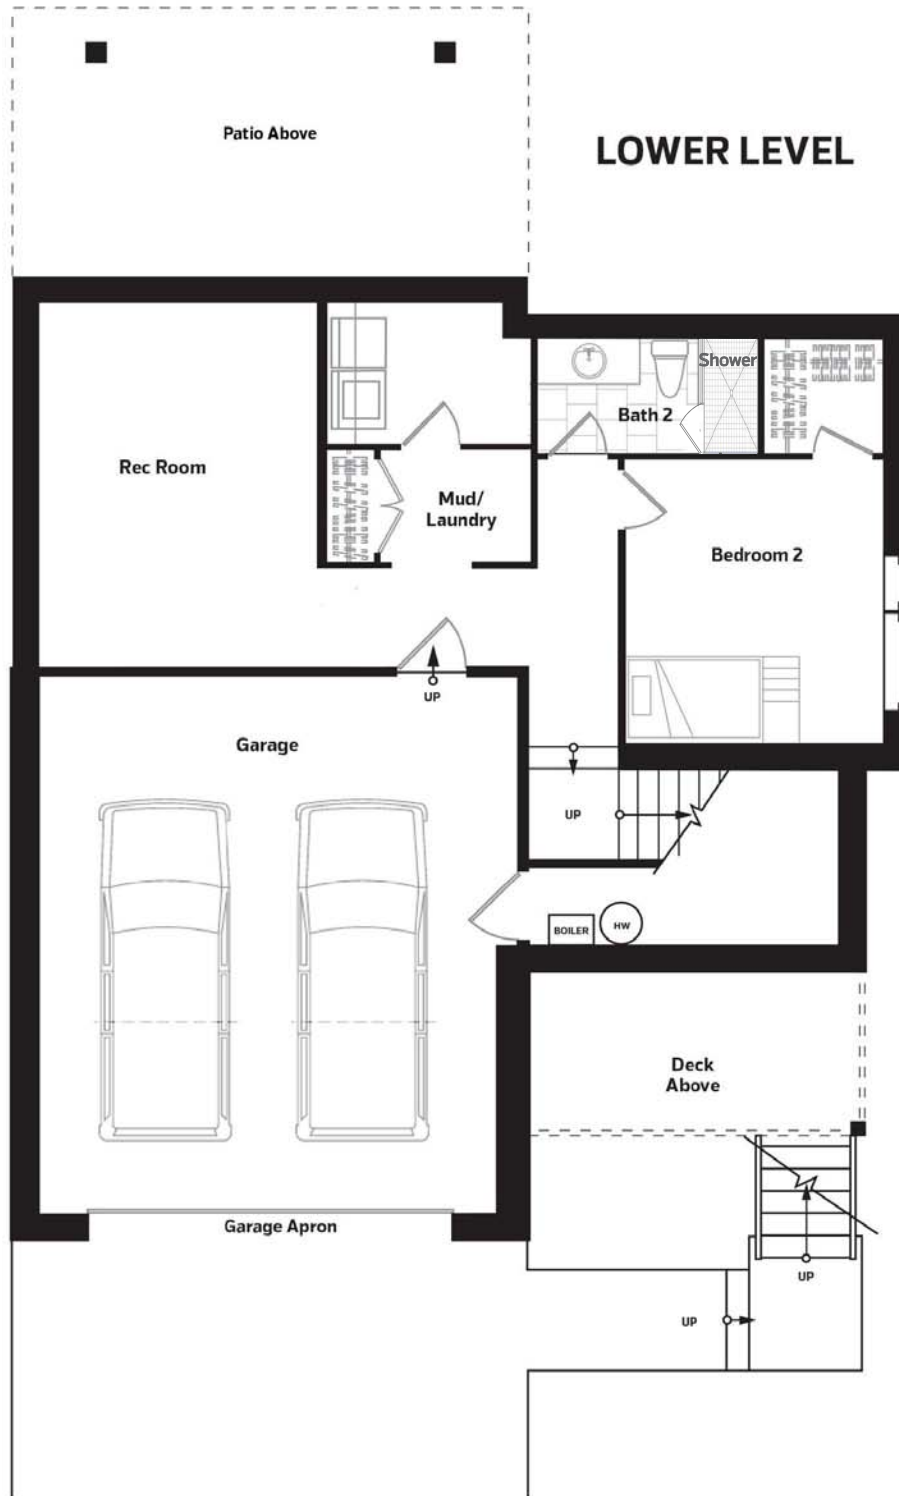 Patio Above
LOWER LEVEL
Shower
Bath 2
Rec Room
Mud/
Laundry
Bedroom 2
UP
Garage
UP
BOILER
HW
Deck
Above
Garage Apron
UP
UP